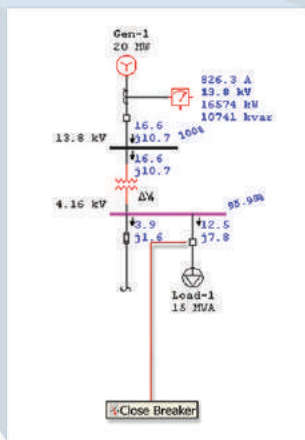 Gen-1
20 MW
826.3 A
13.8 kV
16574 kW
10741 kvar
16.6
j10.7
100%
13.8 kV
16.6
j10.7
4.16 kV
95.95%
3.9
j1.6
12.5
j7.8
Load-1
15 MVA
Close Breaker